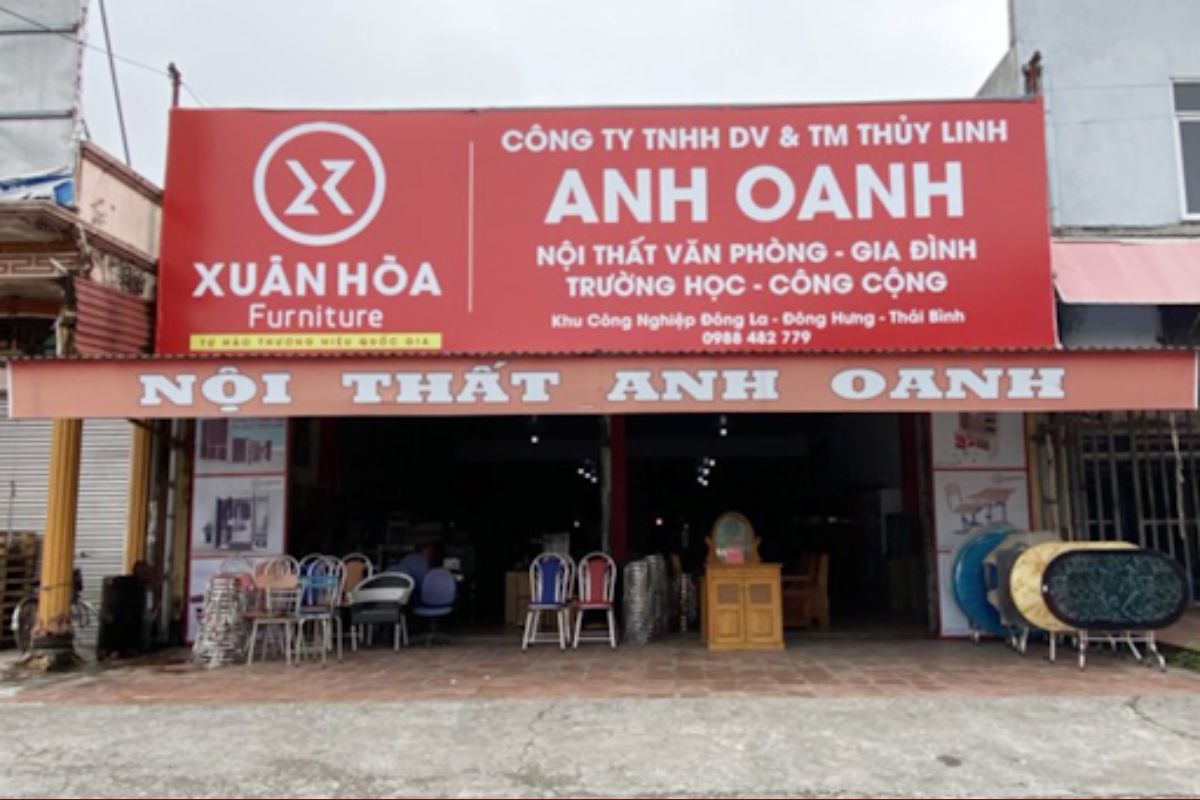 XUÂN HÒA
Furniture
TỰ HÀO THƯƠNG HIỆU QUỐC GIA
CÔNG TY TNHH DV & TM THỦY LINH
ANH OANH
NỘI THẤT VĂN PHÒNG - GIA ĐÌNH
TRƯỜNG HỌC - CÔNG CỘNG
Khu Công Nghiệp Đông La - Đông Hưng - Thái Bình
0988 482 779
NỘI THẤT ANH OANH